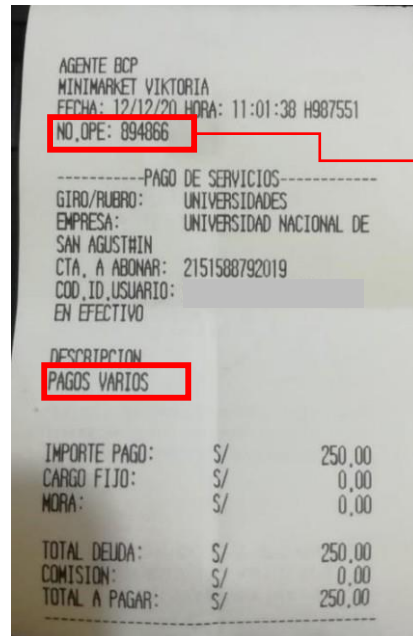 AGENTE BCP
MINIMARKET VIKTORIA
FECHA: 12/12/20 HORA: 11:01:38 H987551
NO.OPE: 894866
-----------PAGO DE SERVICIOS------------
GIRO/RUBRO: UNIVERSIDADES
EMPRESA: UNIVERSIDAD NACIONAL DE
SAN AGUST#IN
CTA. A ABONAR: 2151588792019
COD.ID.USUARIO:
EN EFECTIVO
DESCRIPCION
PAGOS VARIOS
IMPORTE PAGO: S/ 250.00
CARGO FIJO: S/ 0.00
MORA: S/ 0.00
TOTAL DEUDA: S/ 250.00
COMISION: S/ 0.00
TOTAL A PAGAR: S/ 250.00
----------------------------------------